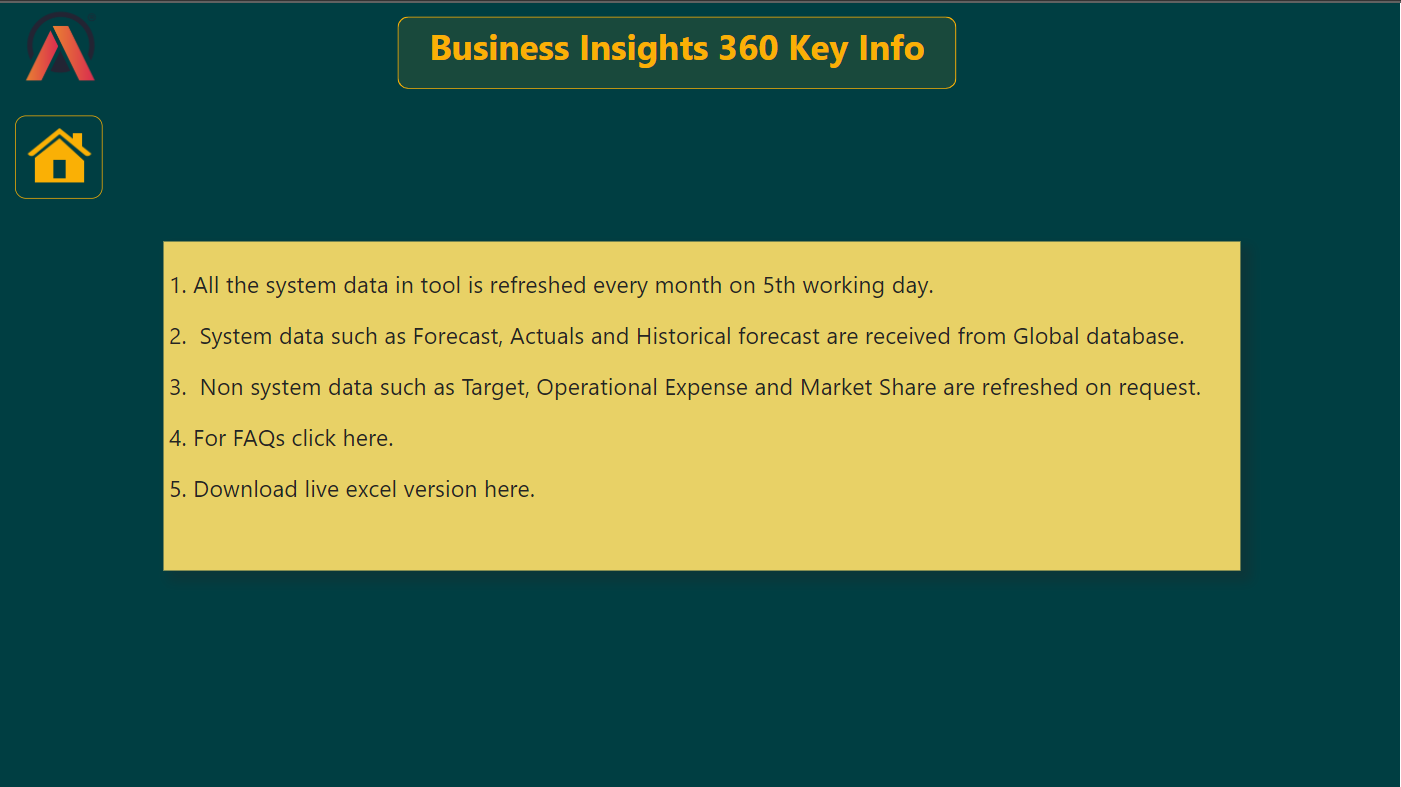 Business Insights 360 Key Info
1. All the system data in tool is refreshed every month on 5th working day.
2.  System data such as Forecast, Actuals and Historical forecast are received from Global database.
3.  Non system data such as Target, Operational Expense and Market Share are refreshed on request.
4. For FAQs click here.
5. Download live excel version here.